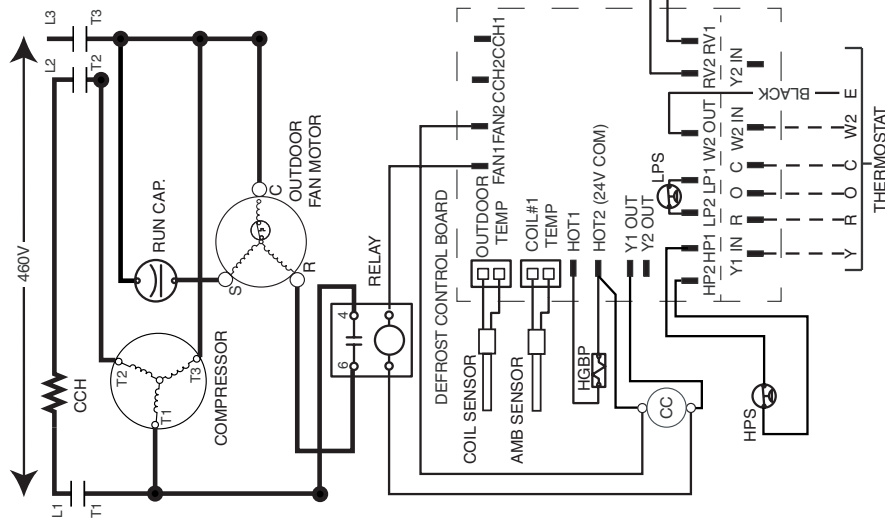 460V
L3
T3
L2
T2
L1
T1
CCH
RUN CAP.
S
C
R
OUTDOOR
FAN MOTOR
T2
T3
T1
COMPRESSOR
RELAY
4
6
DEFROST CONTROL BOARD
FAN1
FAN2
CCH2
CCH1
OUTDOOR
TEMP
COIL#1
TEMP
COIL SENSOR
AMB SENSOR
HOT1
HOT2 (24V COM)
Y1 OUT
Y2 OUT
HGBP
CC
HPS
LPS
HP2
HP1
LP2
LP1
W2 OUT
RV2
RV1
Y1 IN
R
O
C
W2 IN
Y2 IN
BLACK
Y
R
O
C
W2
E
THERMOSTAT